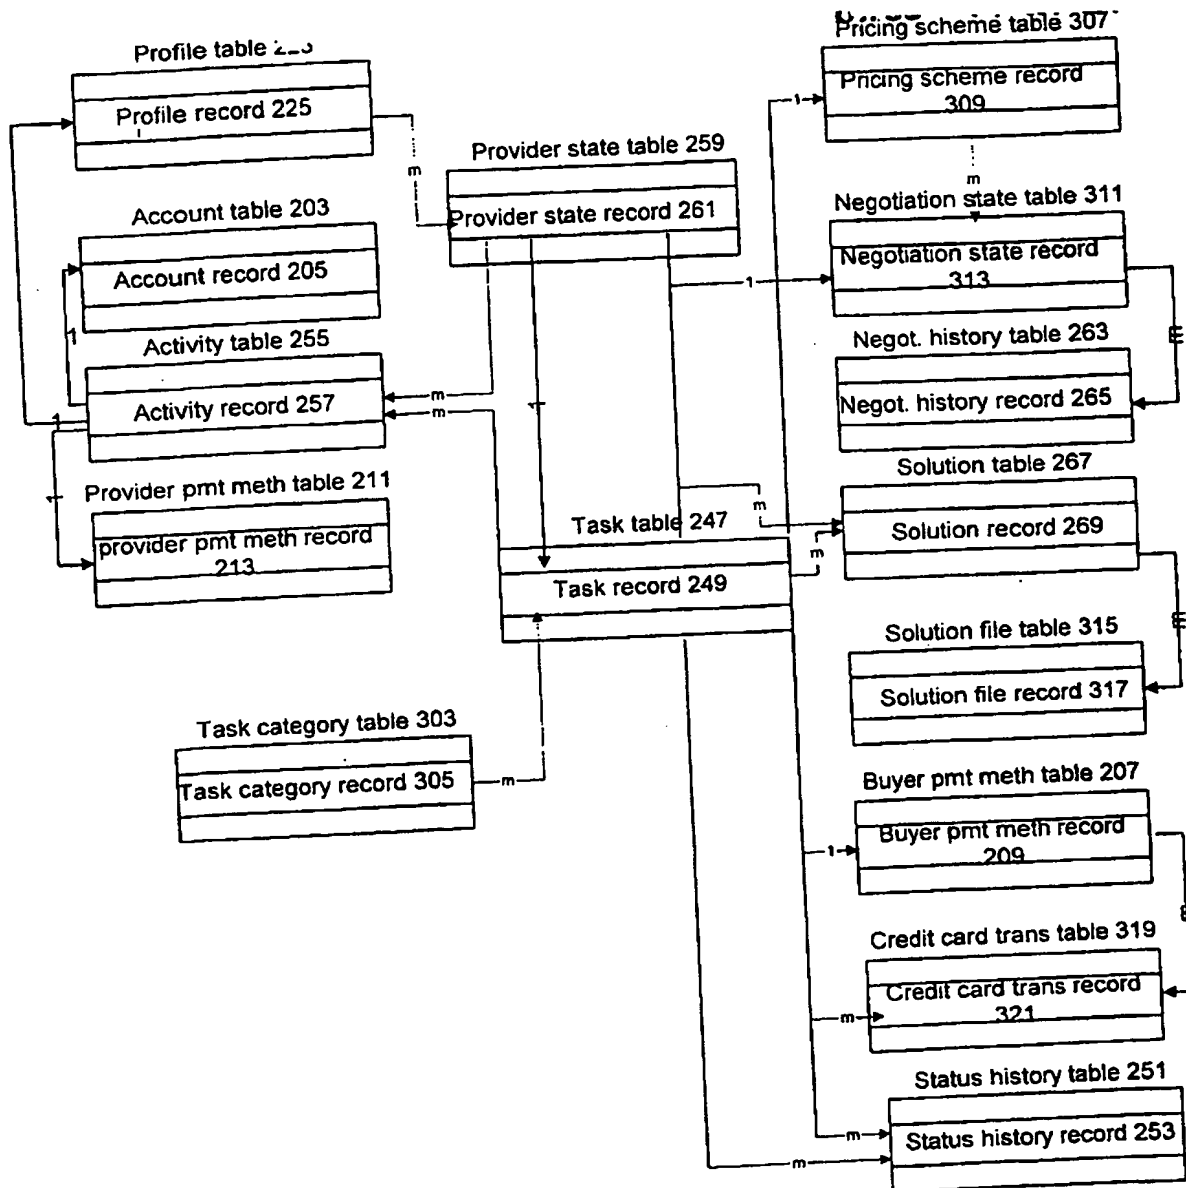 Profile table
Profile record 225
Account table 203
Account record 205
Activity table 255
Activity record 257
Provider pmt meth table 211
provider pmt meth record
213
Provider state table 259
Provider state record 261
Task table 247
Task record 249
Task category table 303
Task category record 305
Pricing scheme table 307
Pricing scheme record
309
Negotiation state table 311
Negotiation state record
313
Negot. history table 263
Negot. history record 265
Solution table 267
Solution record 269
Solution file table 315
Solution file record 317
Buyer pmt meth table 207
Buyer pmt meth record
209
Credit card trans table 319
Credit card trans record
321
Status history table 251
Status history record 253
m
m
m
m
m
m
m
m
m
m
m
m
m
m
1
1
1
1
1
1
1